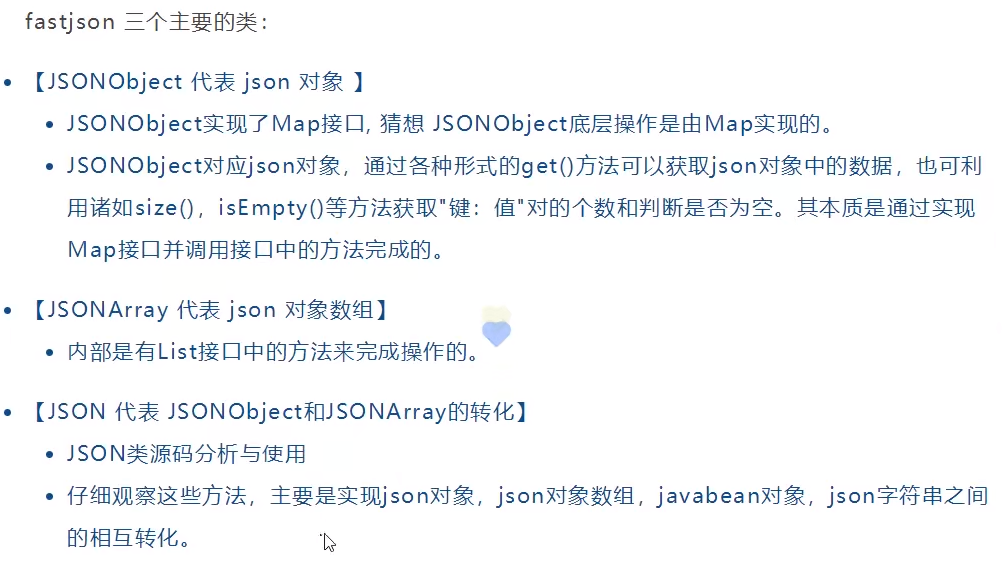 fastjson 三个主要的类：
【JSONObject 代表 json 对象 】
JSONObject实现了Map接口, 猜想 JSONObject底层操作是由Map实现的。
JSONObject对应json对象，通过各种形式的get()方法可以获取json对象中的数据，也可利
用诸如size()，isEmpty()等方法获取"键：值"对的个数和判断是否为空。其本质是通过实现
Map接口并调用接口中的方法完成的。
【JSONArray 代表 json 对象数组】
内部是有List接口中的方法来完成操作的。
【JSON 代表 JSONObject和JSONArray的转化】
JSON类源码分析与使用
仔细观察这些方法，主要是实现json对象，json对象数组，javabean对象，json字符串之间
的相互转化。